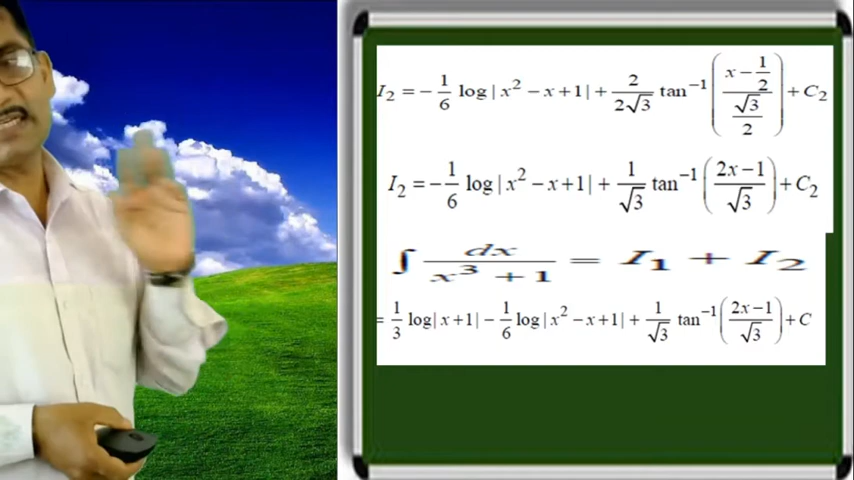 I₂ = -1/6 log|x² - x + 1| + 2/(2√3) tan⁻¹((x - 1/2)/(√3/2)) + C₂
I₂ = -1/6 log|x² - x + 1| + 1/√3 tan⁻¹((2x - 1)/√3) + C₂
∫ dx/(x³ + 1) = I₁ + I₂
= 1/3 log|x + 1| - 1/6 log|x² - x + 1| + 1/√3 tan⁻¹((2x - 1)/√3) + C